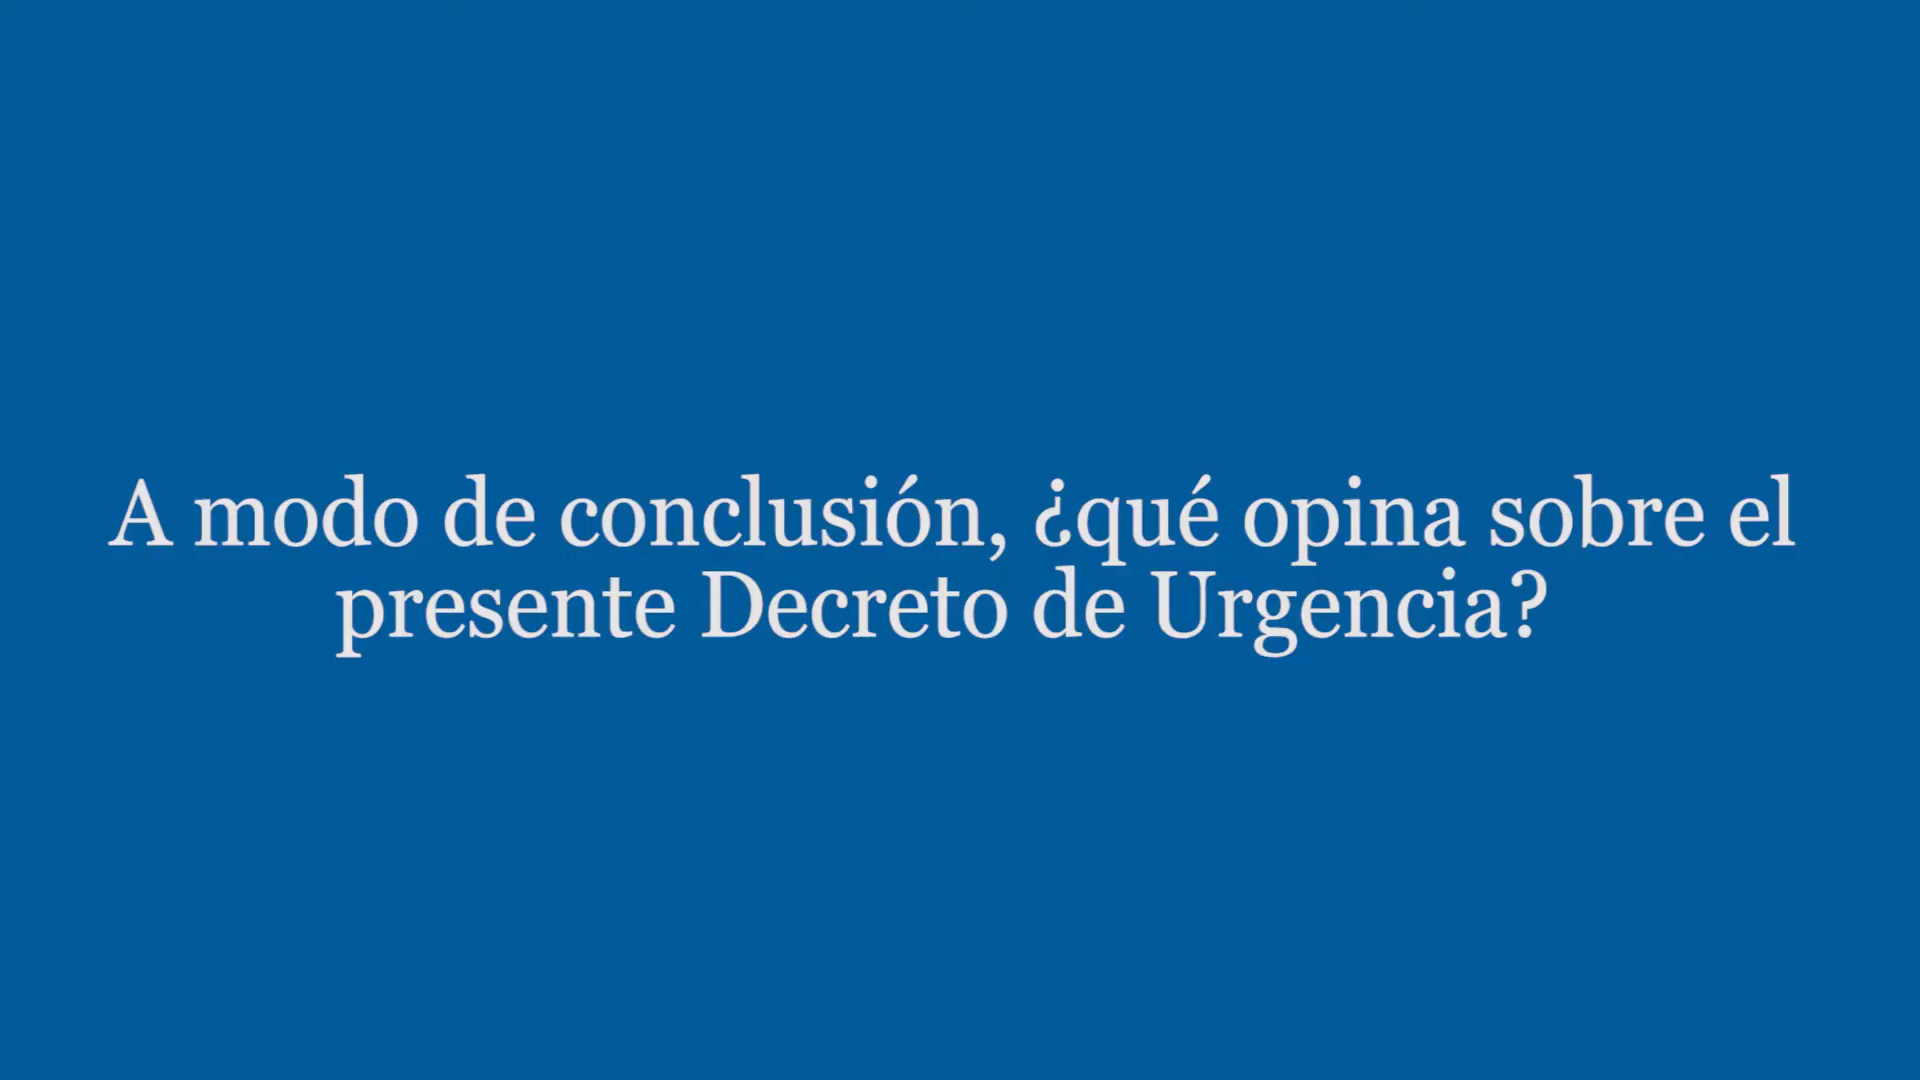 A modo de conclusión, ¿qué opina sobre el
presente Decreto de Urgencia?